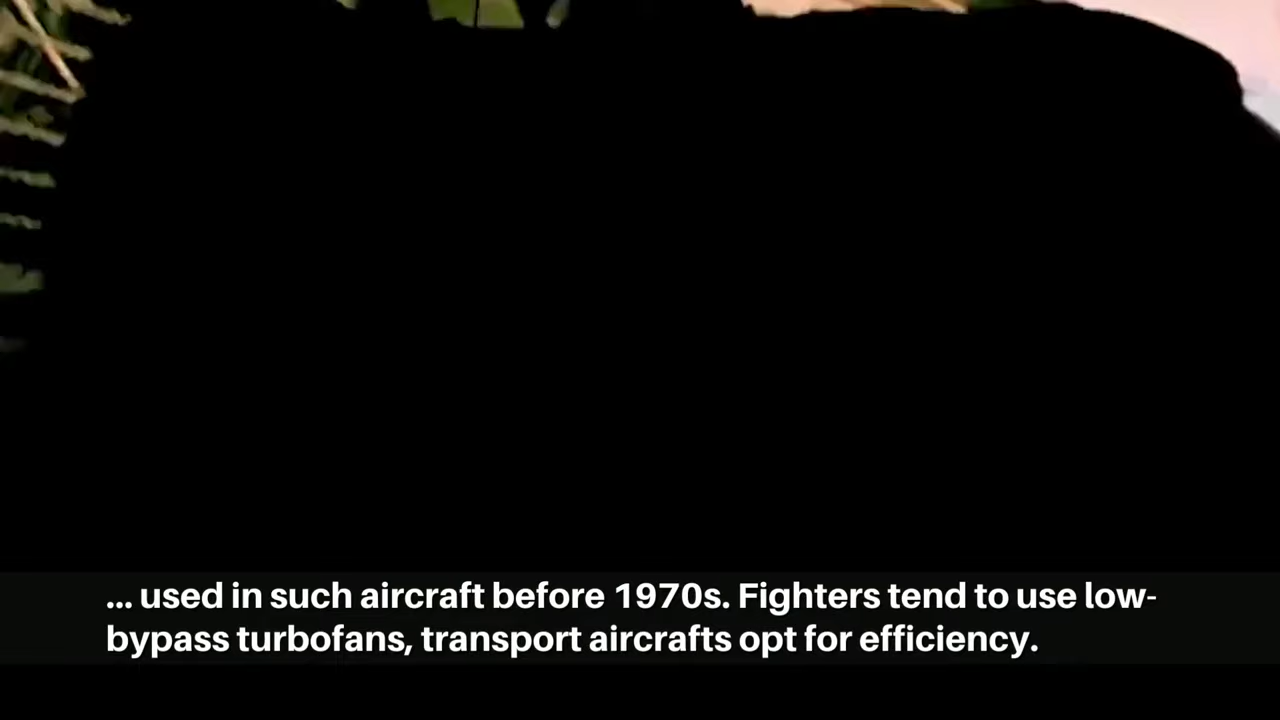 ... used in such aircraft before 1970s. Fighters tend to use low-
bypass turbofans, transport aircrafts opt for efficiency.